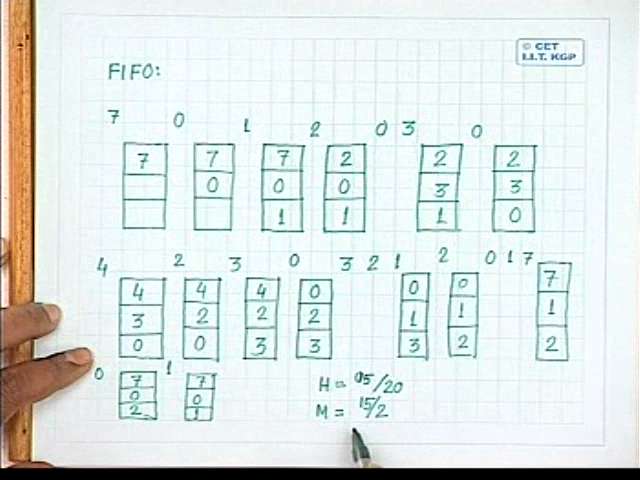 © CET
I.I.T. KGP
FIFO:
7 0 1 2 0 3 0
7 7 7 2 2 2
0 0 0 3 3
1 1 1 0
4 2 3 0 3 2 1 2 0 1 7
4 4 4 0 0 0 7
3 2 2 2 1 1 1
0 0 3 3 3 2 2
0 1
7 7
0 0
2 1
H = 05/20
M = 15/2